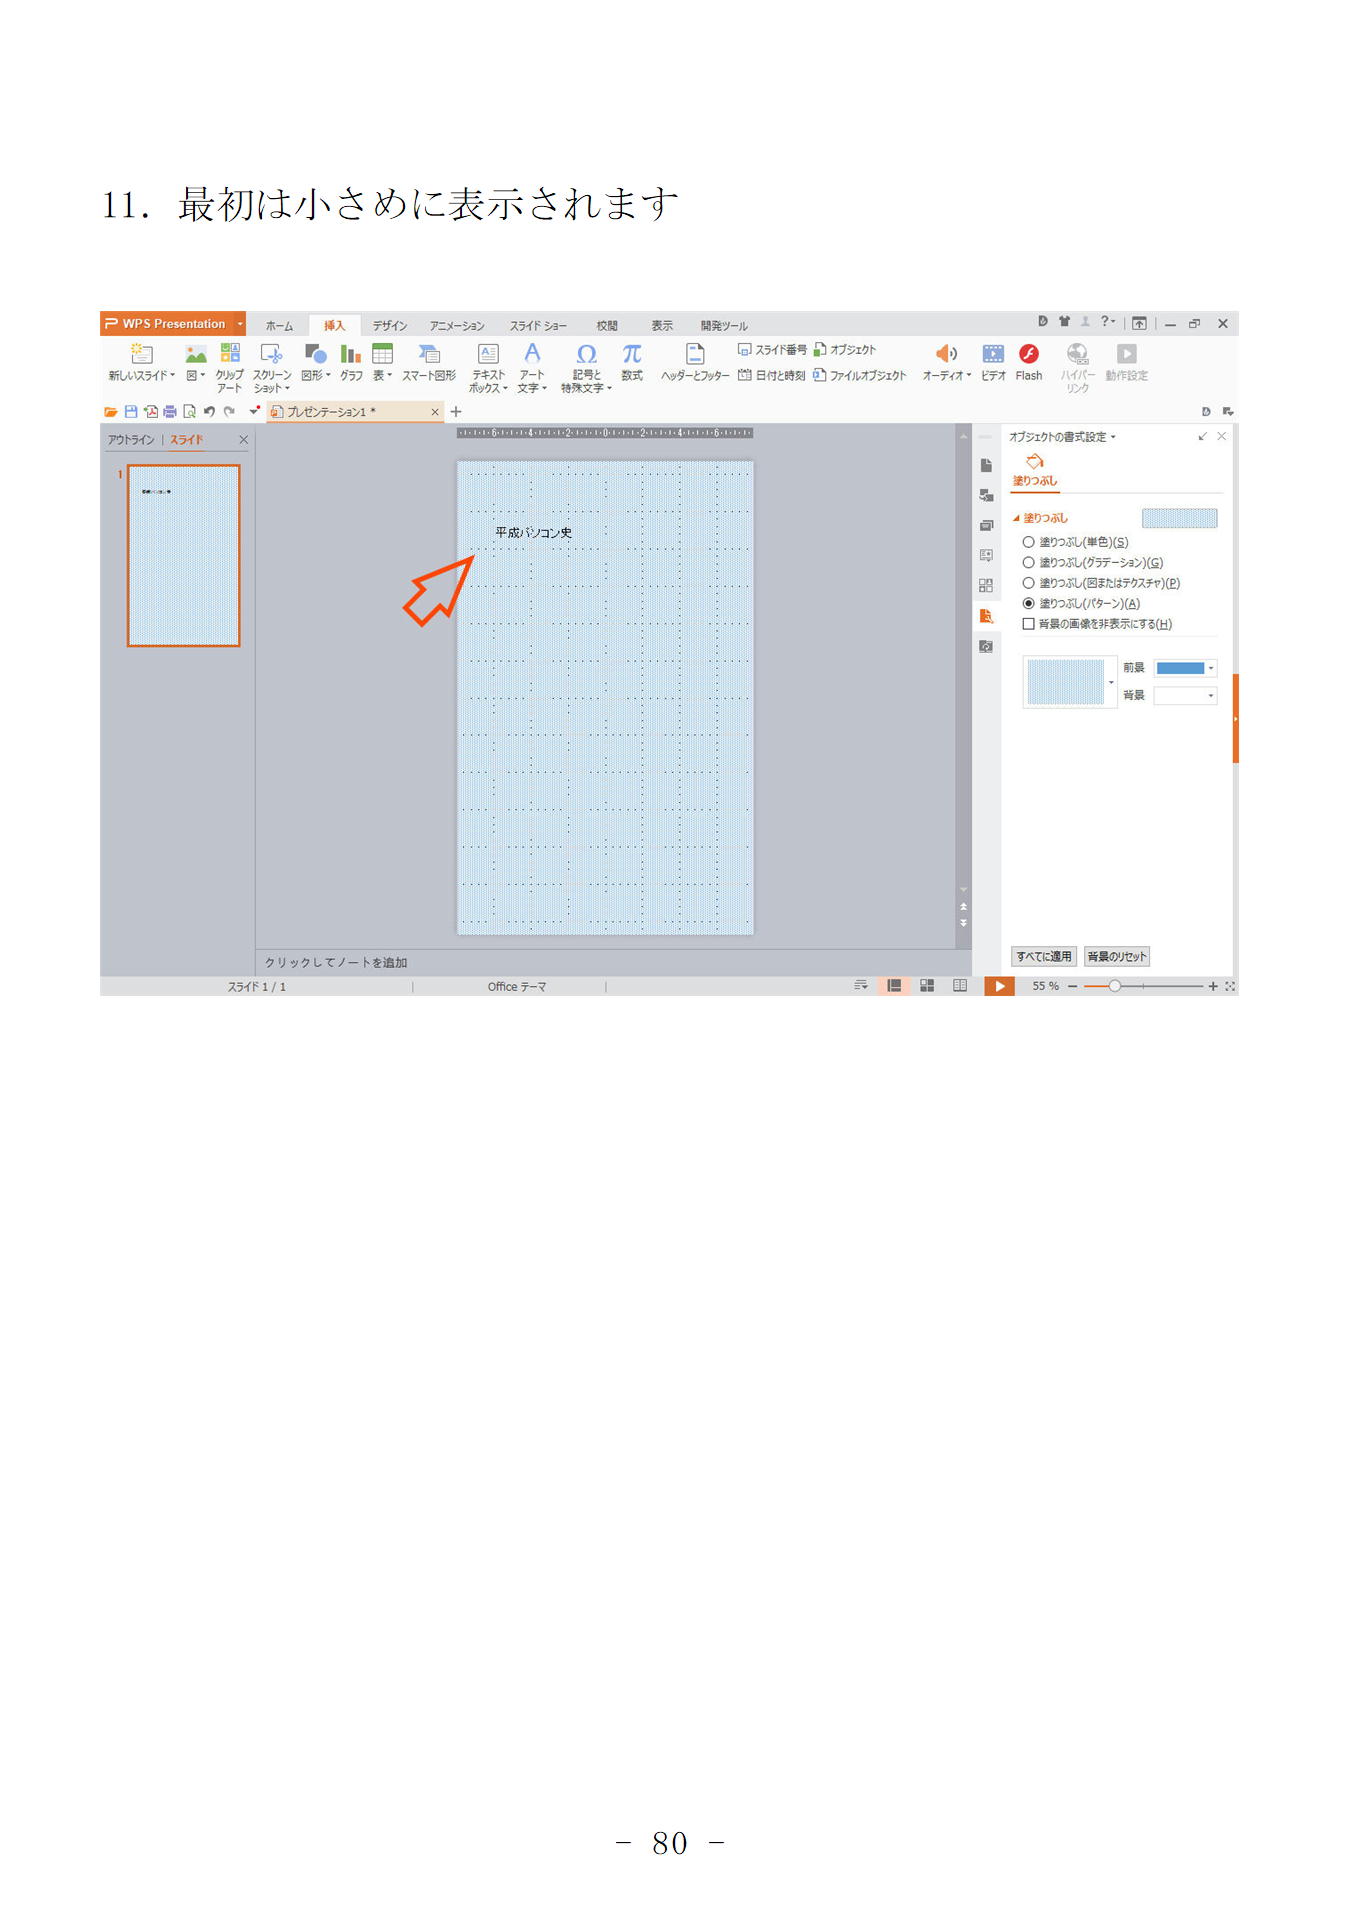 11. 最初は小さめに表示されます
WPS Presentation
ホーム 挿入 デザイン アニメーション スライド ショー 校閲 表示 開発ツール
新しいスライド 図 クリップ アート スクリーン ショット 図形 グラフ 表 スマート図形 テキスト ボックス アート 文字 記号と 特殊文字 数式 ヘッダーとフッター スライド番号 日付と時刻 オブジェクト ファイルオブジェクト オーディオ ビデオ Flash ハイパー リンク 動作設定
プレゼンテーション1 *
アウトライン スライド
1
平成パソコン史
6 4 2 0 2 4 6
平成パソコン史
クリックしてノートを追加
オブジェクトの書式設定
塗りつぶし
塗りつぶし
塗りつぶし(単色)(S)
塗りつぶし(グラデーション)(G)
塗りつぶし(図またはテクスチャ)(P)
塗りつぶし(パターン)(A)
背景の画像を非表示にする(H)
前景
背景
すべてに適用 背景のリセット
スライド 1 / 1 Office テーマ 55 %
- 80 -